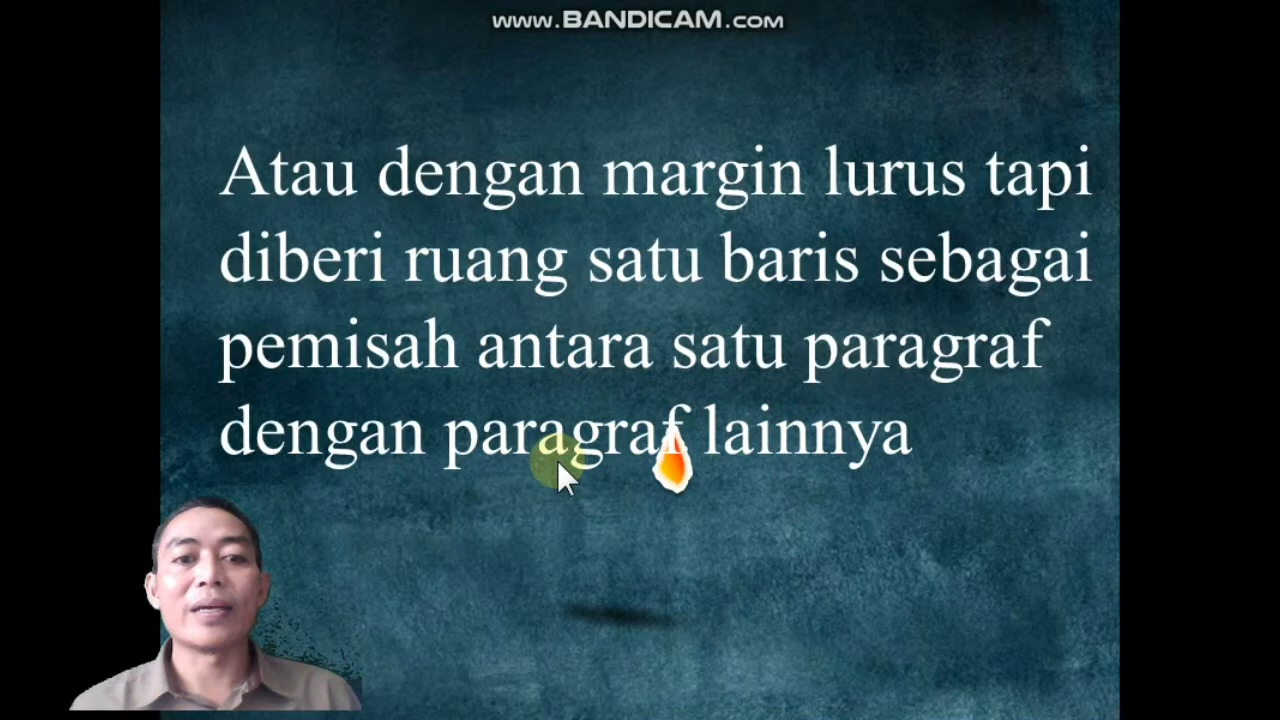 www.BANDICAM.com
Atau dengan margin lurus tapi
diberi ruang satu baris sebagai
pemisah antara satu paragraf
dengan paragraf lainnya